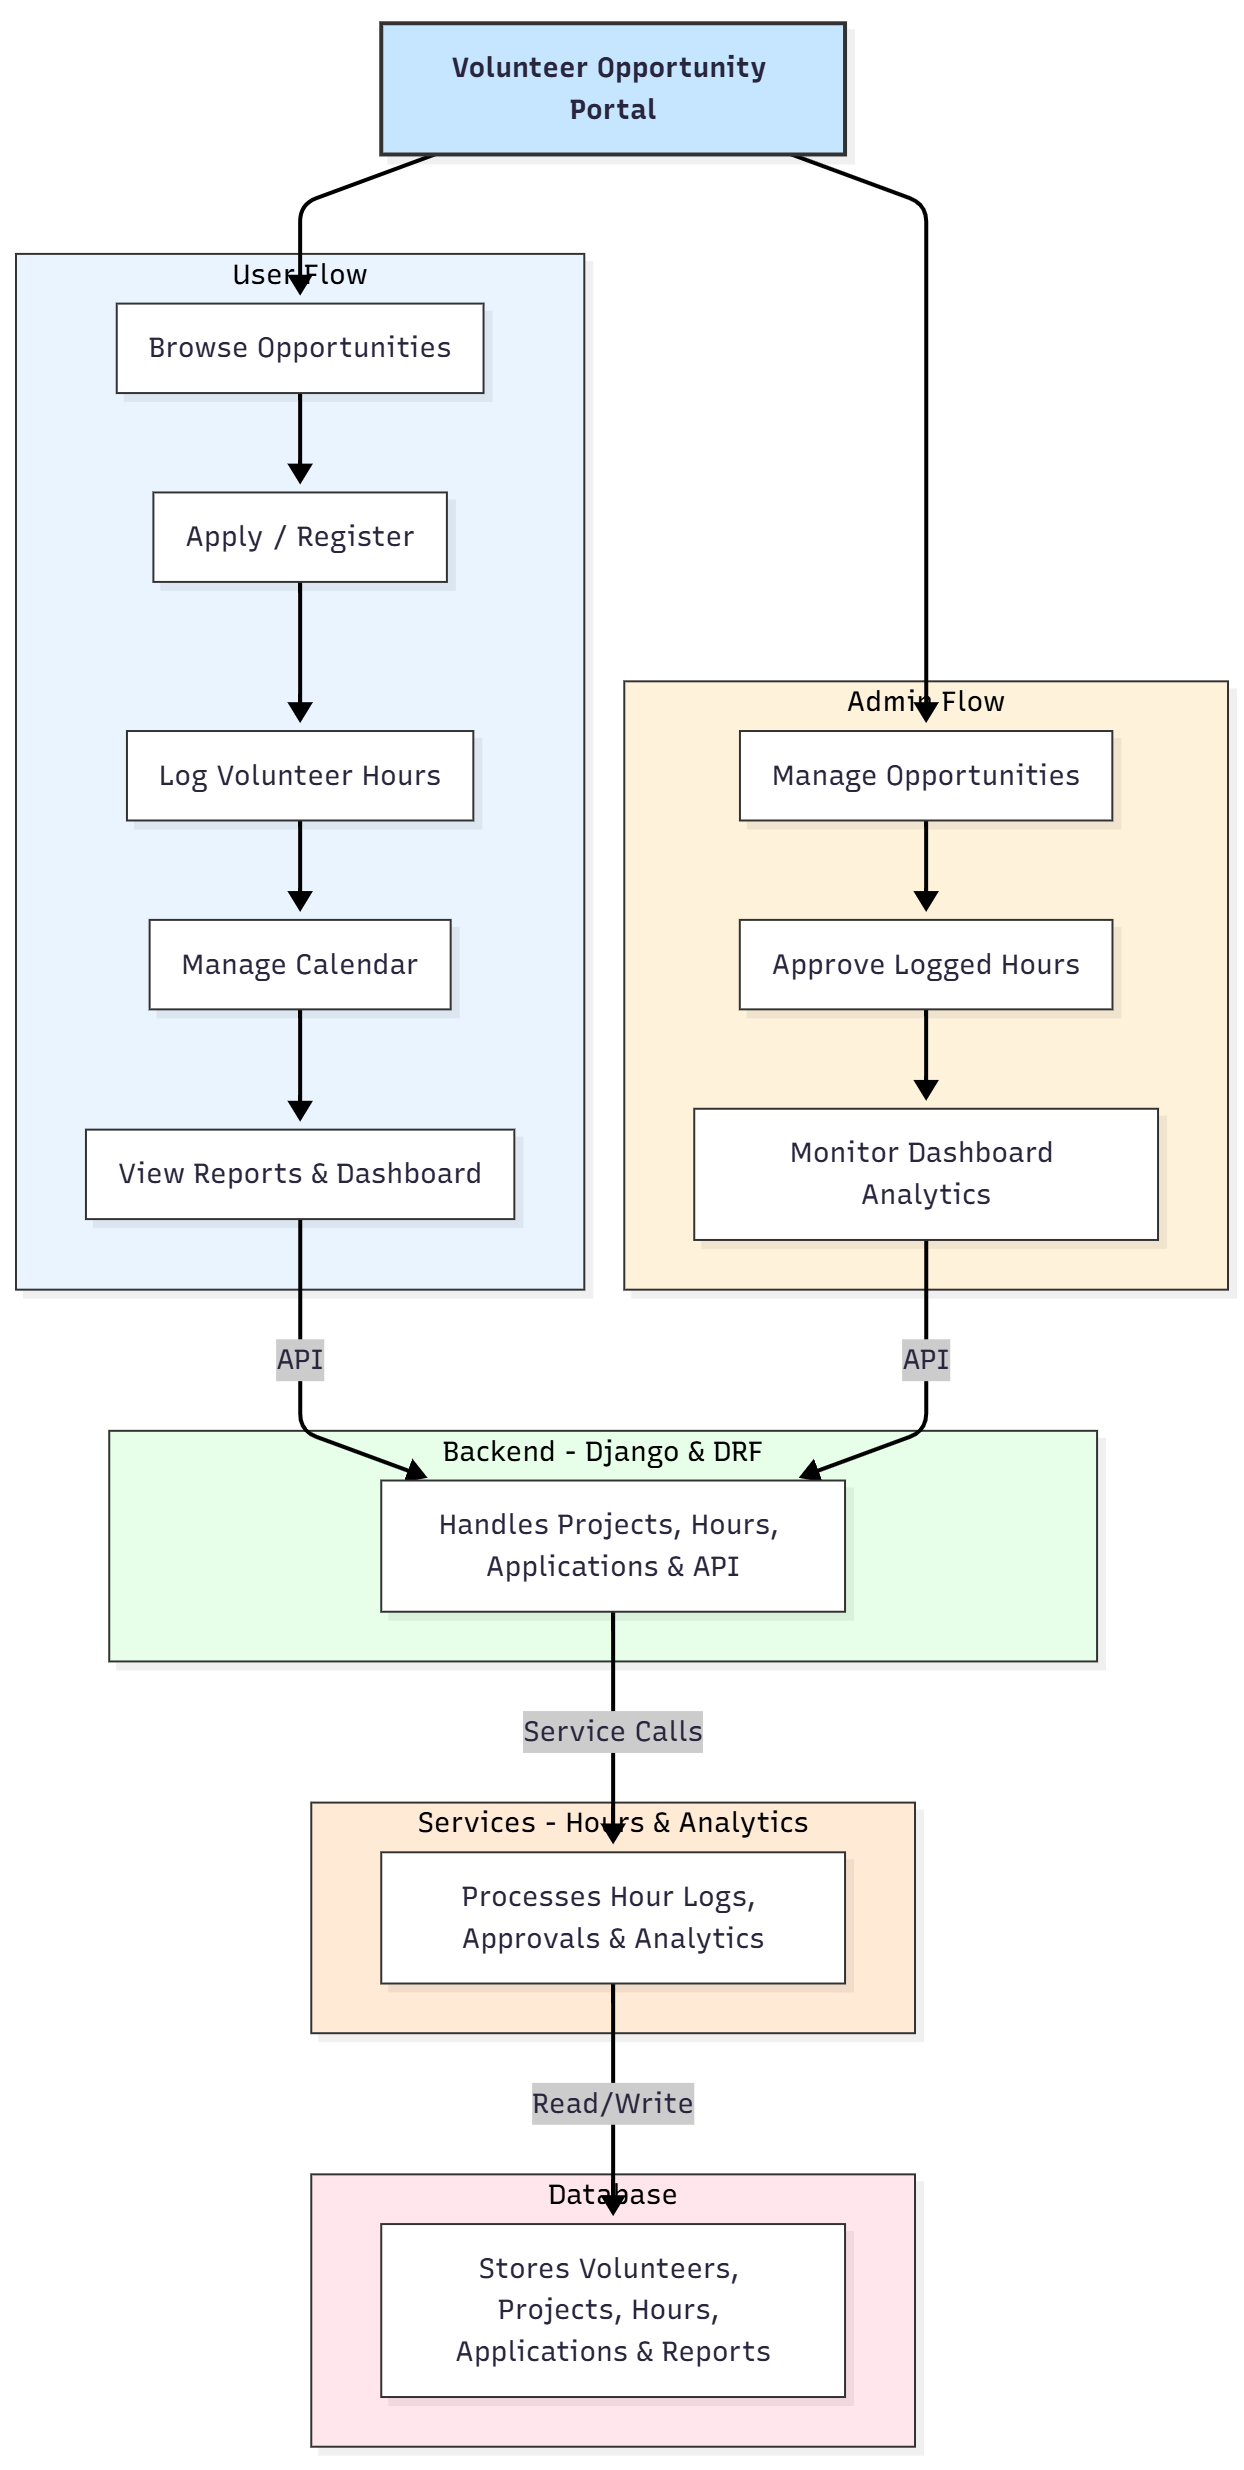 Volunteer Opportunity
Portal
User Flow
Browse Opportunities
Apply / Register
Log Volunteer Hours
Manage Calendar
View Reports & Dashboard
Admin Flow
Manage Opportunities
Approve Logged Hours
Monitor Dashboard
Analytics
API
API
Backend - Django & DRF
Handles Projects, Hours,
Applications & API
Service Calls
Services - Hours & Analytics
Processes Hour Logs,
Approvals & Analytics
Read/Write
Database
Stores Volunteers,
Projects, Hours,
Applications & Reports